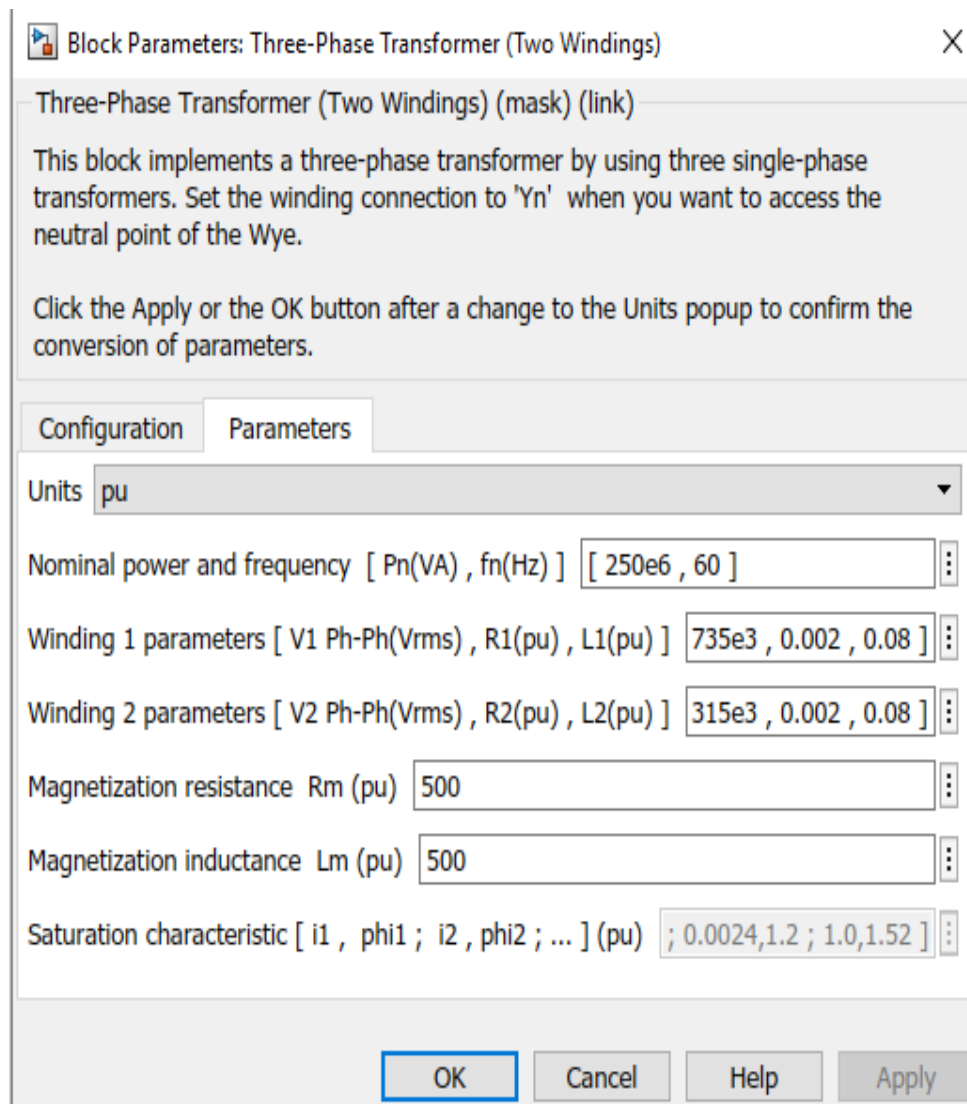 Block Parameters: Three-Phase Transformer (Two Windings)
Three-Phase Transformer (Two Windings) (mask) (link)
This block implements a three-phase transformer by using three single-phase
transformers. Set the winding connection to 'Yn' when you want to access the
neutral point of the Wye.
Click the Apply or the OK button after a change to the Units popup to confirm the
conversion of parameters.
Configuration Parameters
Units pu
Nominal power and frequency [ Pn(VA) , fn(Hz) ] [ 250e6 , 60 ]
Winding 1 parameters [ V1 Ph-Ph(Vrms) , R1(pu) , L1(pu) ] 735e3 , 0.002 , 0.08 ]
Winding 2 parameters [ V2 Ph-Ph(Vrms) , R2(pu) , L2(pu) ] 315e3 , 0.002 , 0.08 ]
Magnetization resistance Rm (pu) 500
Magnetization inductance Lm (pu) 500
Saturation characteristic [ i1 , phi1 ; i2 , phi2 ; ... ] (pu) ; 0.0024,1.2 ; 1.0,1.52 ]
OK Cancel Help Apply